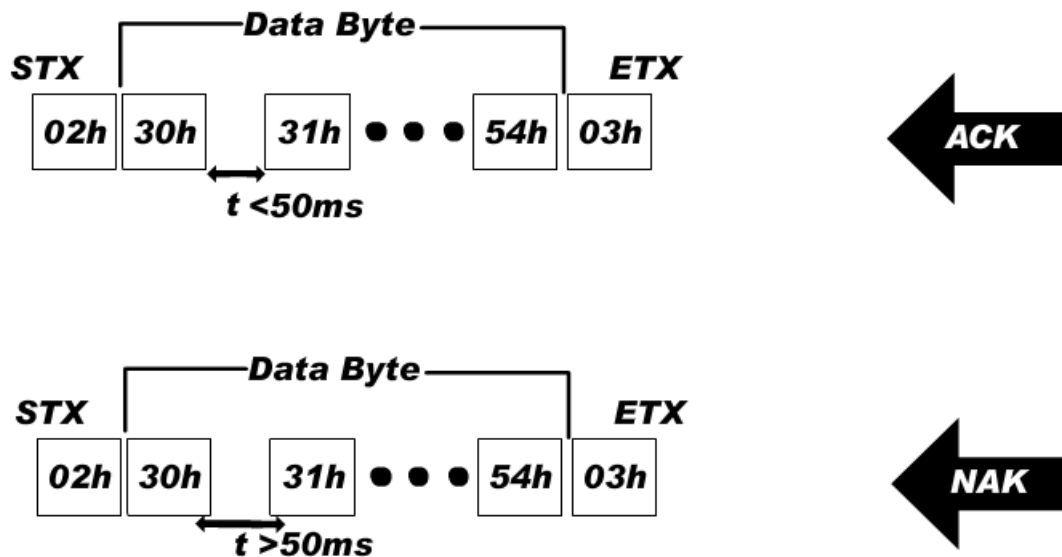 Data Byte
STX ETX
02h 30h 31h 54h 03h ACK
t <50ms
Data Byte
STX ETX
02h 30h 31h 54h 03h NAK
t >50ms